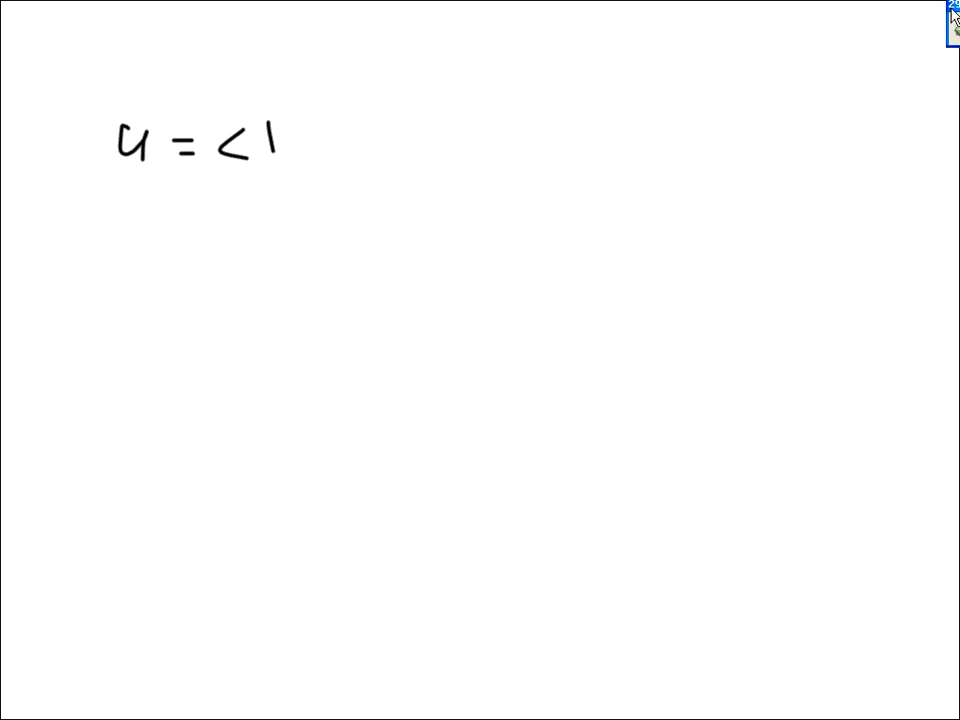 u = < 1